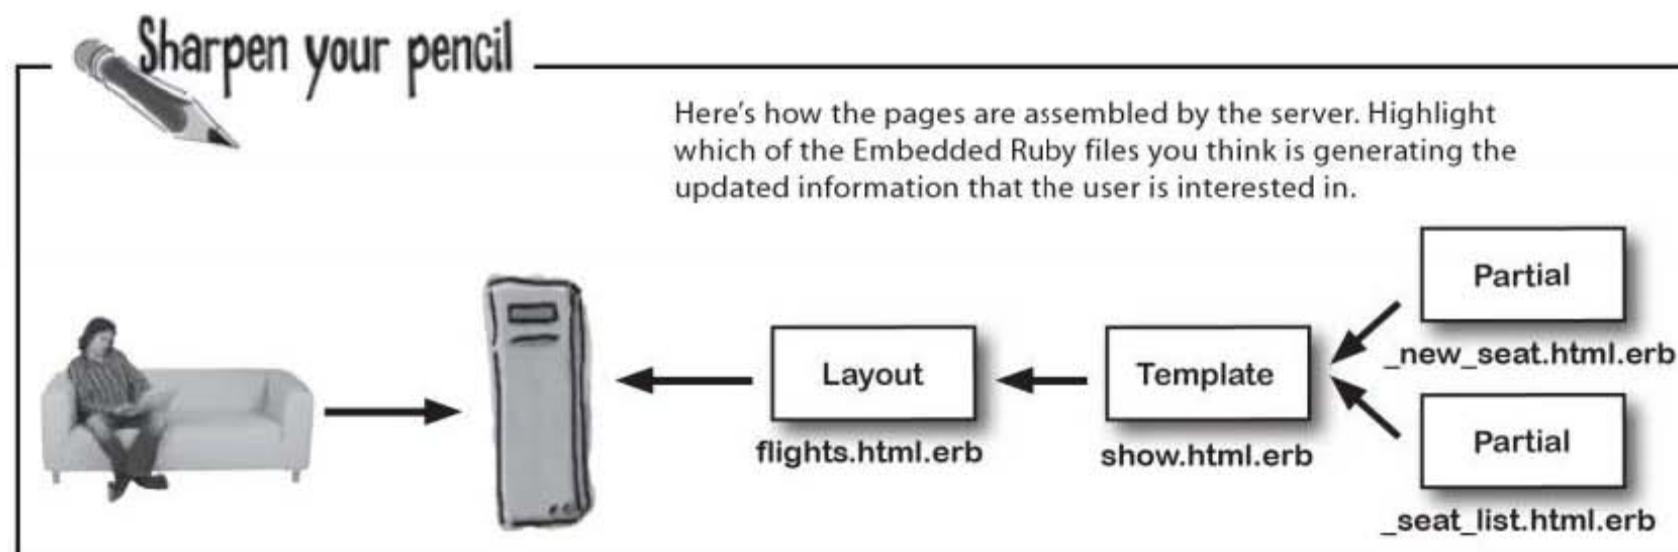 Sharpen your pencil
Here's how the pages are assembled by the server. Highlight
which of the Embedded Ruby files you think is generating the
updated information that the user is interested in.
Partial
_new_seat.html.erb
Layout
Template
flights.html.erb
show.html.erb
Partial
_seat_list.html.erb